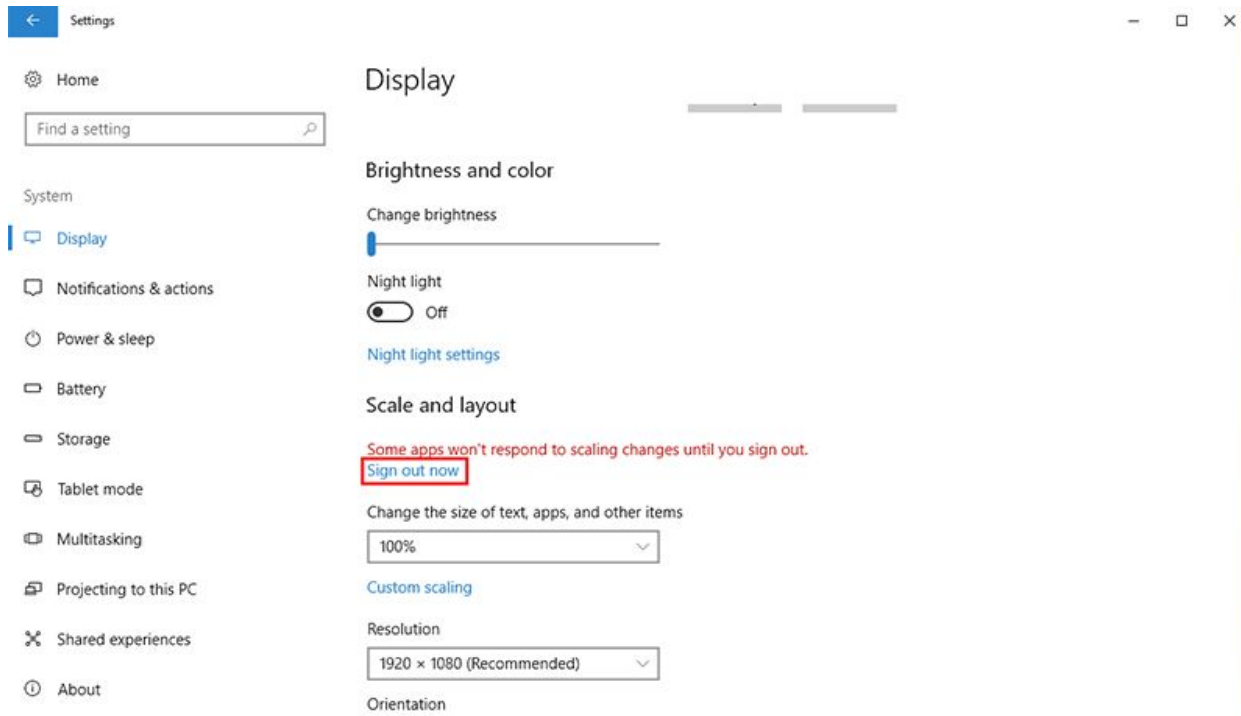 Settings
Home
Find a setting
System
Display
Notifications & actions
Power & sleep
Battery
Storage
Tablet mode
Multitasking
Projecting to this PC
Shared experiences
About
Display
Brightness and color
Change brightness
Night light
Off
Night light settings
Scale and layout
Some apps won't respond to scaling changes until you sign out.
Sign out now
Change the size of text, apps, and other items
100%
Custom scaling
Resolution
1920 × 1080 (Recommended)
Orientation